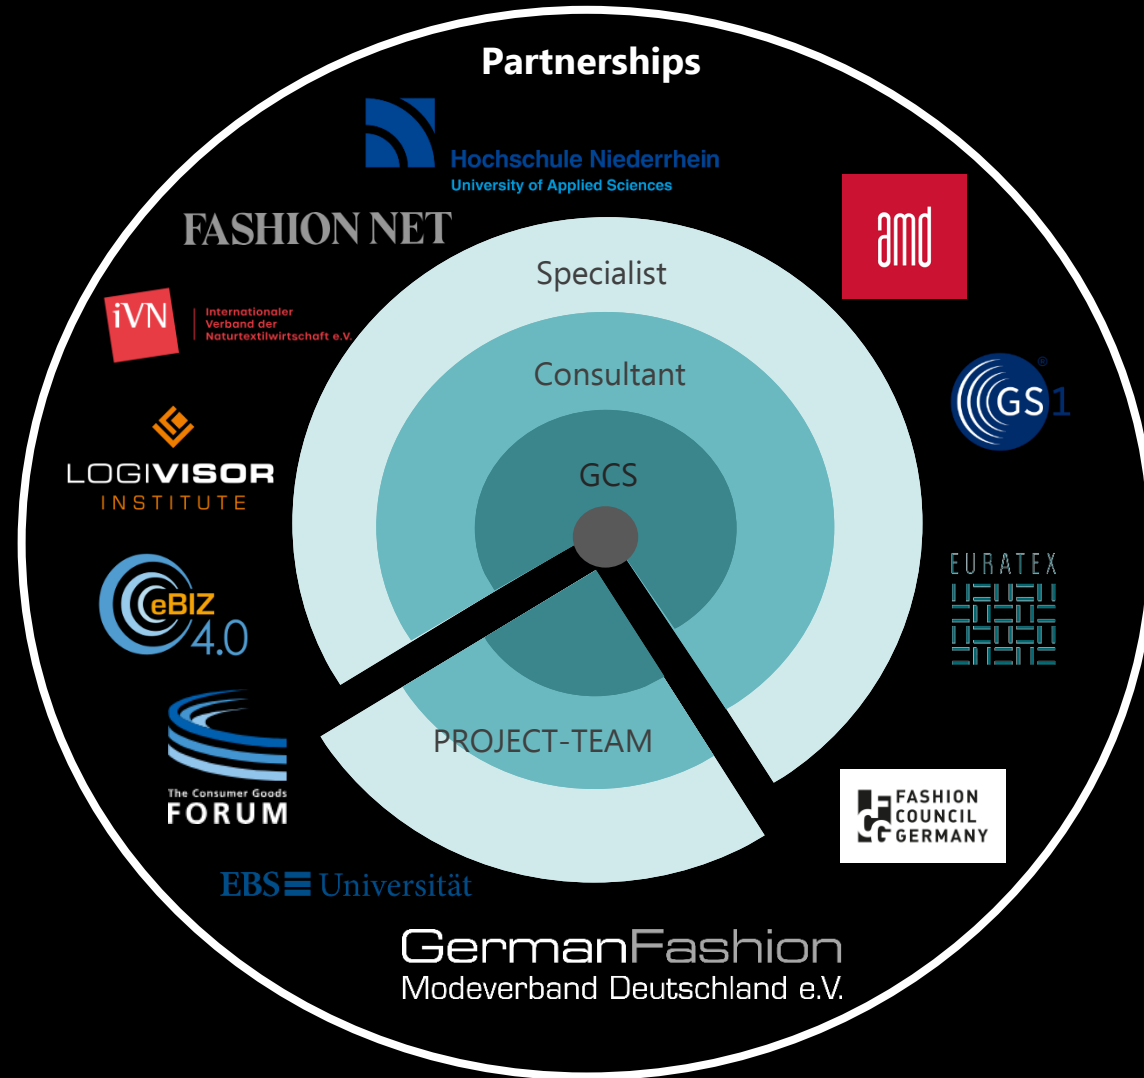 Partnerships
Hochschule Niederrhein
University of Applied Sciences
FASHION NET
amd
Specialist
iVN
Internationaler
Verband der
Naturtextilwirtschaft e.V.
Consultant
GS1
®
LOGIVISOR
INSTITUTE
GCS
EURATEX
eBIZ
4.0
PROJECT-TEAM
The Consumer Goods
FORUM
FCG
FASHION
COUNCIL
GERMANY
EBS Universität
GermanFashion
Modeverband Deutschland e.V.